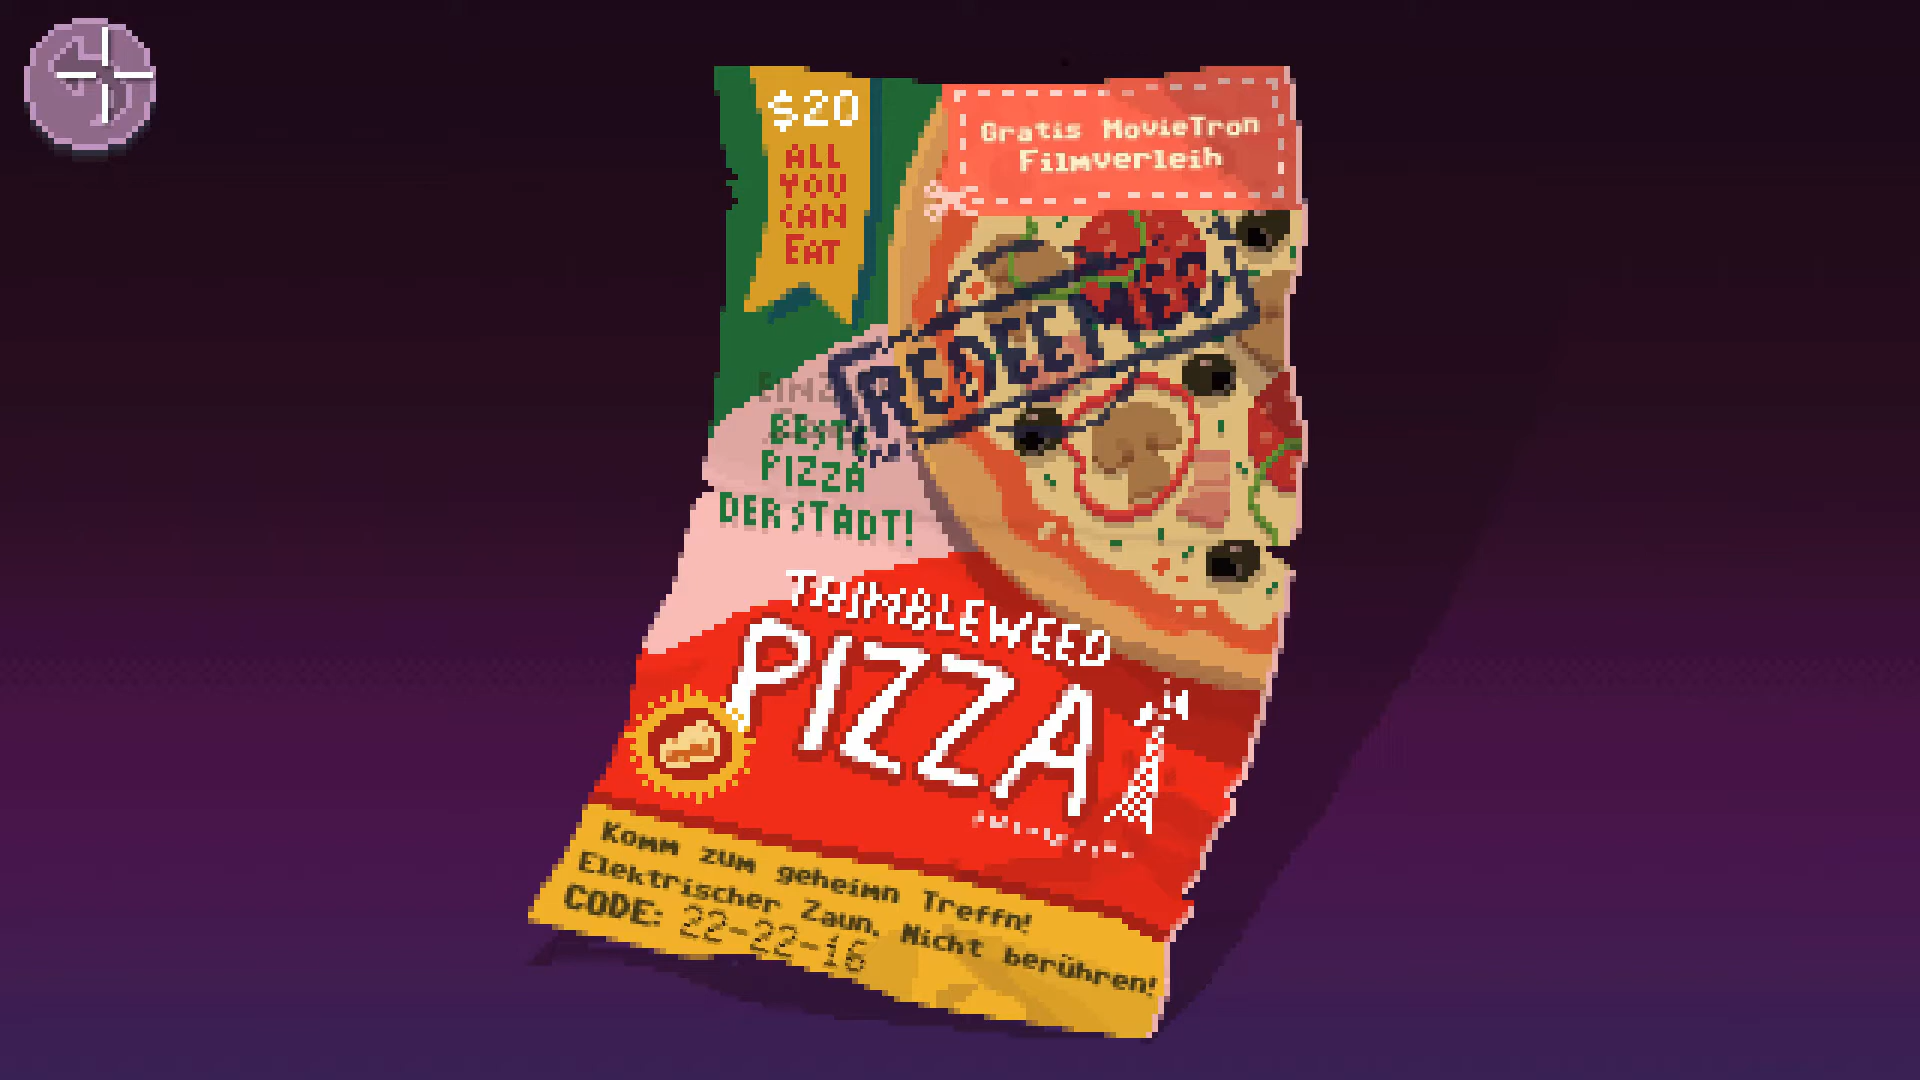 $20
ALL
YOU
CAN
EAT
Gratis MovieTron
Filmverleih
REDEEMED
BESTE
PIZZA
DER STADT!
THIMBLEWEED
PIZZA
Komm zum geheimn Treffn!
Elektrischer Zaun. Nicht berühren!
CODE: 22-22-16